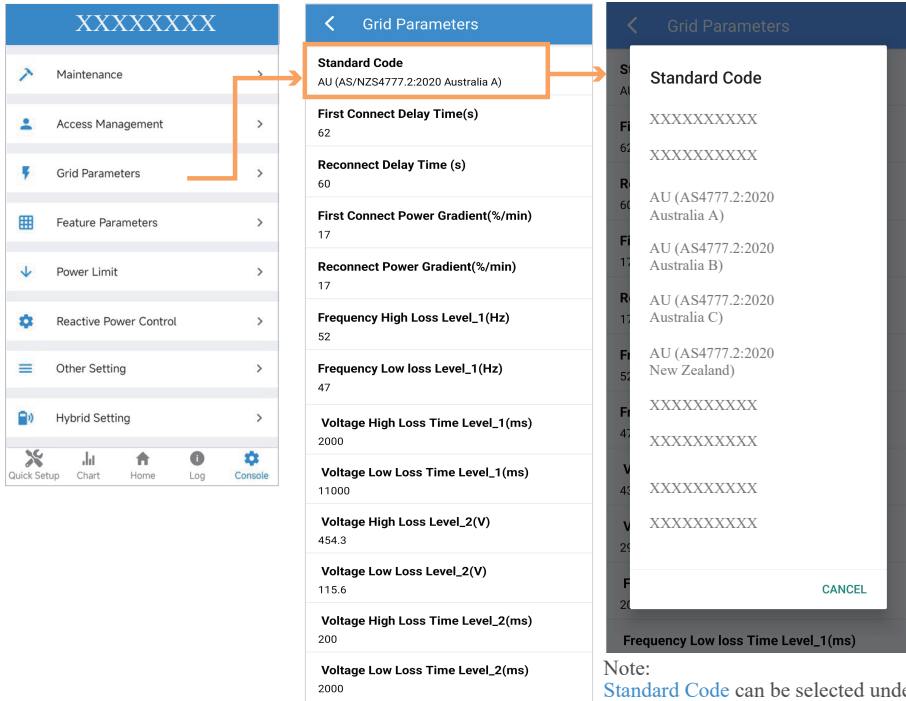 XXXXXXXX
Maintenance
Access Management
Grid Parameters
Feature Parameters
Power Limit
Reactive Power Control
Other Setting
Hybrid Setting
Quick Setup Chart Home Log Console
Grid Parameters
Standard Code
AU (AS/NZS4777.2:2020 Australia A)
First Connect Delay Time(s)
62
Reconnect Delay Time (s)
60
First Connect Power Gradient(%/min)
17
Reconnect Power Gradient(%/min)
17
Frequency High Loss Level_1(Hz)
52
Frequency Low loss Level_1(Hz)
47
Voltage High Loss Time Level_1(ms)
2000
Voltage Low Loss Time Level_1(ms)
11000
Voltage High Loss Level_2(V)
454.3
Voltage Low Loss Level_2(V)
115.6
Voltage High Loss Time Level_2(ms)
200
Voltage Low Loss Time Level_2(ms)
2000
Grid Parameters
Standard Code
XXXXXXXXXX
XXXXXXXXXX
AU (AS4777.2:2020
Australia A)
AU (AS4777.2:2020
Australia B)
AU (AS4777.2:2020
Australia C)
AU (AS4777.2:2020
New Zealand)
XXXXXXXXXX
XXXXXXXXXX
XXXXXXXXXX
XXXXXXXXXX
CANCEL
Frequency Low loss Time Level_1(ms)
Note:
Standard Code can be selected unde